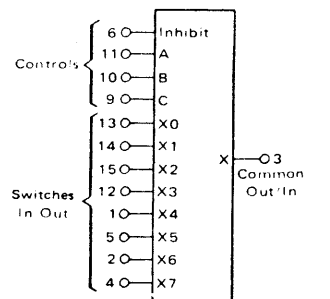 6 Inhibit
11 A
Controls
10 B
9 C
13 X0
14 X1
15 X2
X 3
Common
Out/In
12 X3
Switches
In Out
1 X4
5 X5
2 X6
4 X7